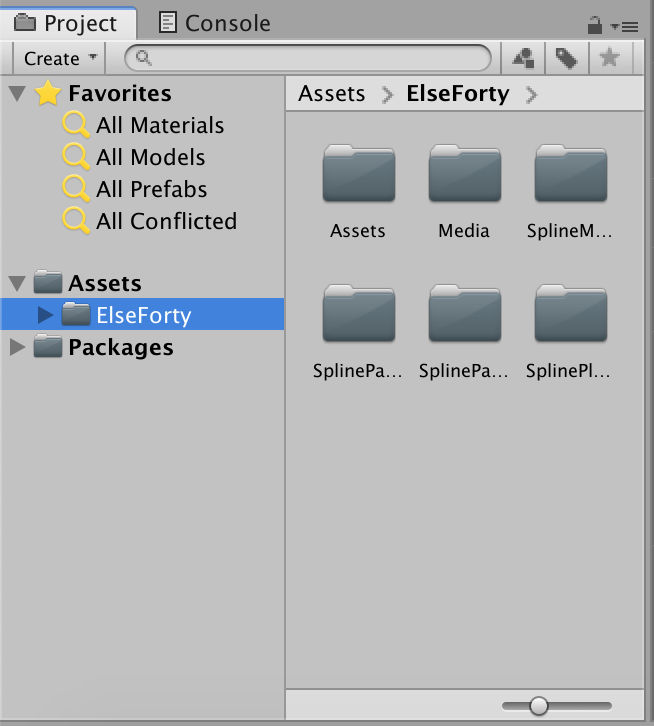 Project
Console
Create
Favorites
All Materials
All Models
All Prefabs
All Conflicted
Assets
ElseForty
Packages
Assets > ElseForty >
Assets
Media
SplineM...
SplinePa...
SplinePa...
SplinePl...